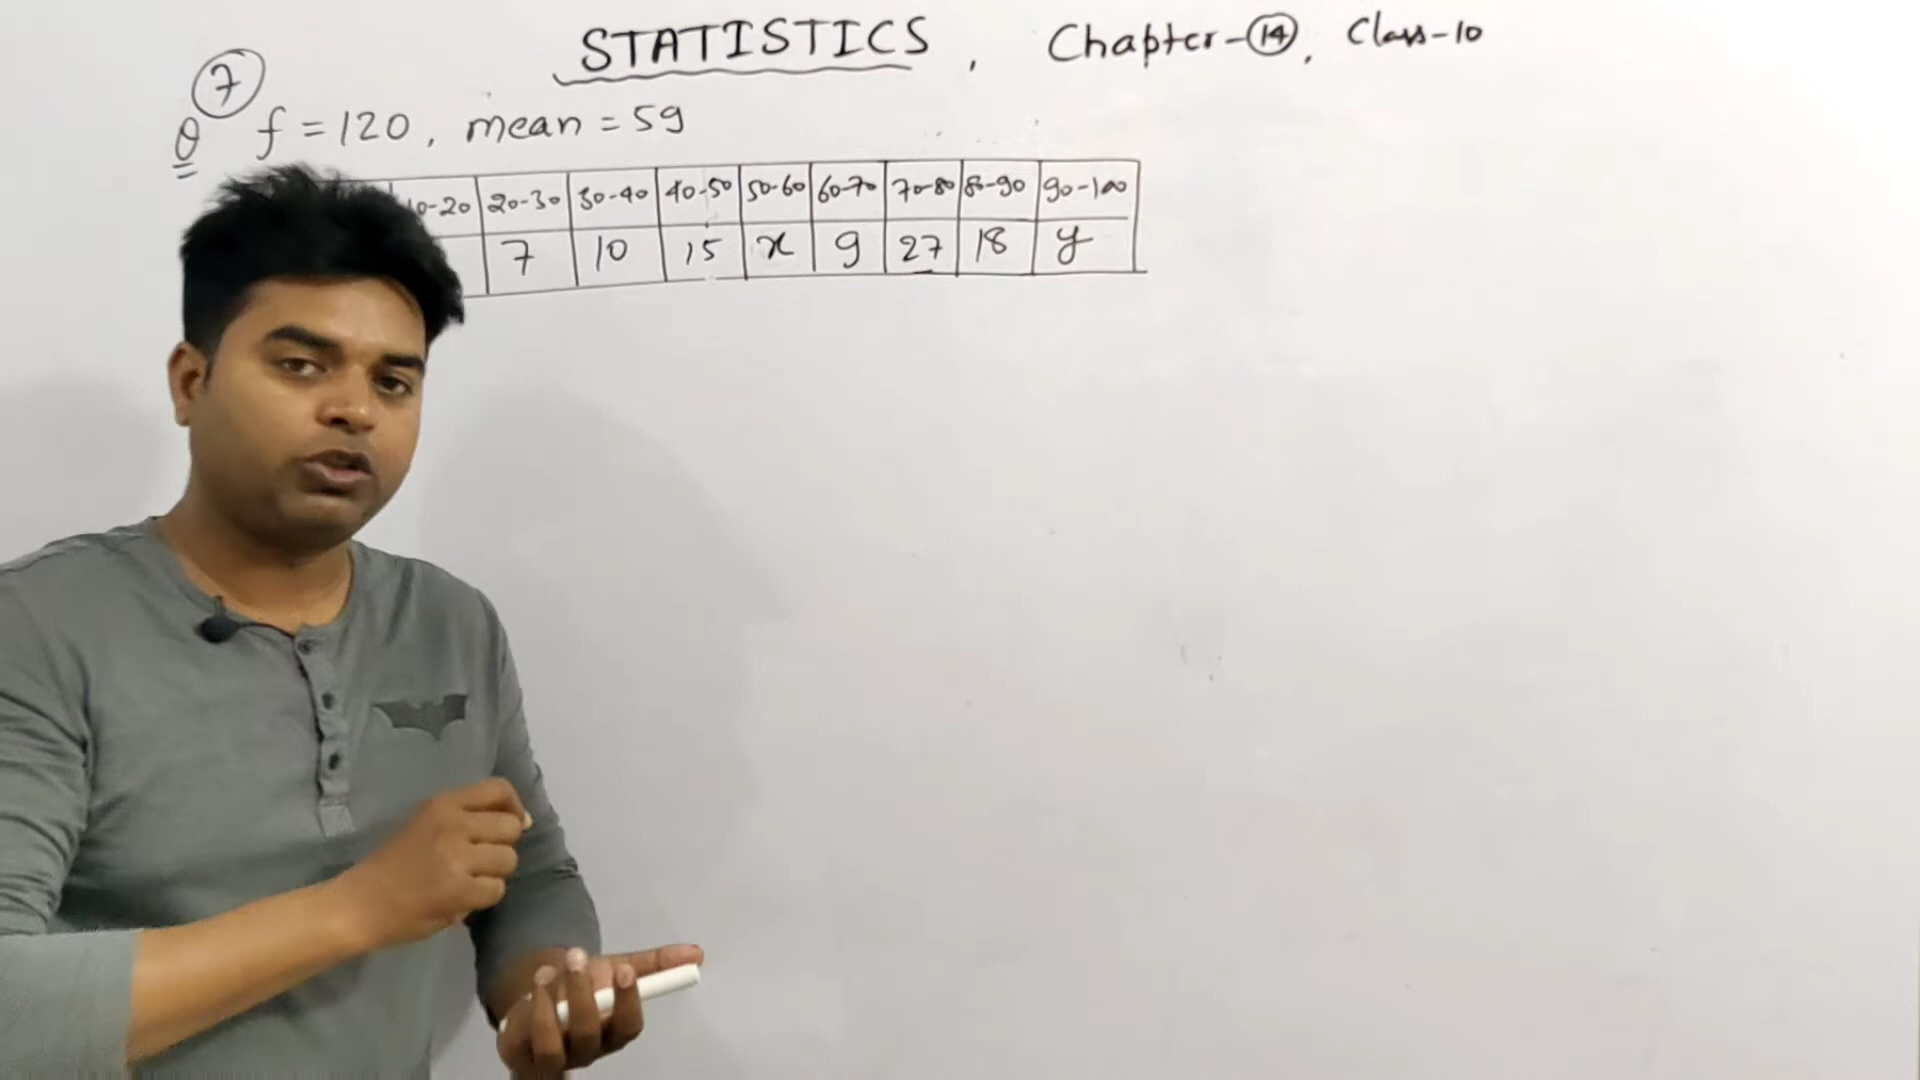 STATISTICS, Chapter-14, Class-10
7
Q f = 120, mean = 59
10-20 20-30 30-40 40-50 50-60 60-70 70-80 80-90 90-100
7 10 15 x 9 27 18 y